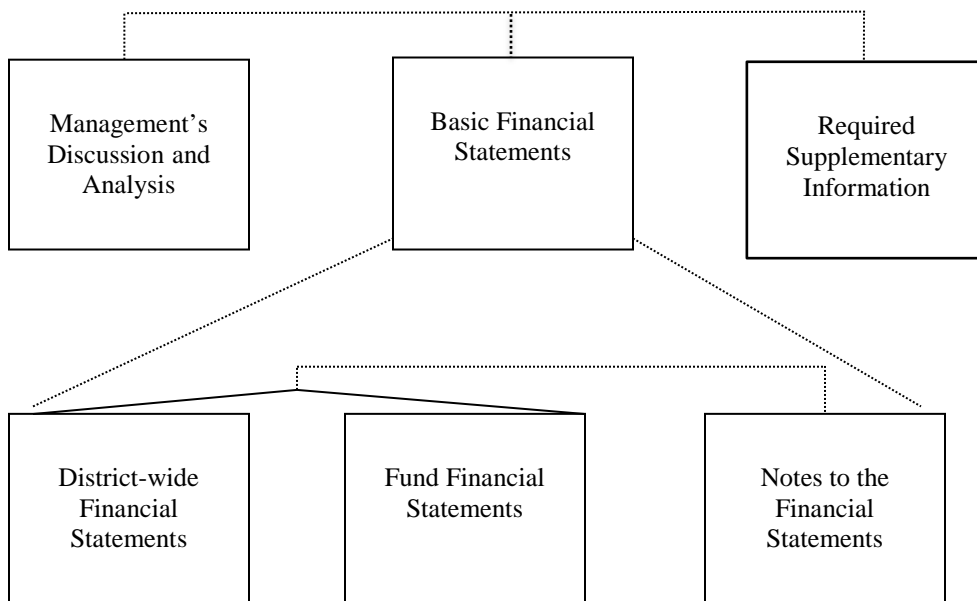 Management’s
Discussion and
Analysis
Basic Financial
Statements
Required
Supplementary
Information
District-wide
Financial
Statements
Fund Financial
Statements
Notes to the
Financial
Statements